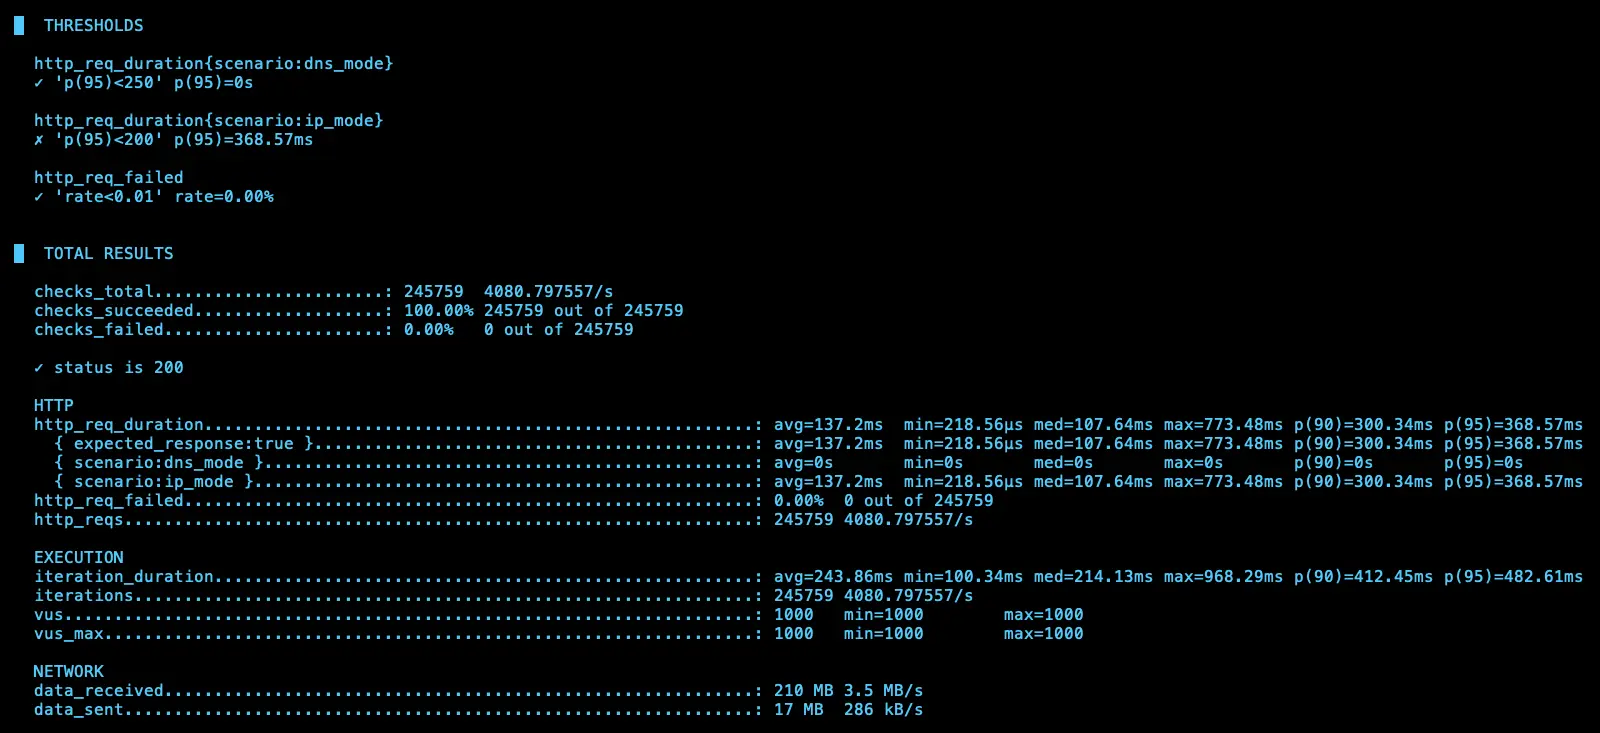 THRESHOLDS
http_req_duration{scenario:dns_mode}
✓ 'p(95)<250' p(95)=0s
http_req_duration{scenario:ip_mode}
✗ 'p(95)<200' p(95)=368.57ms
http_req_failed
✓ 'rate<0.01' rate=0.00%
TOTAL RESULTS
checks_total.......................: 245759  4080.797557/s
checks_succeeded...................: 100.00% 245759 out of 245759
checks_failed......................: 0.00%   0 out of 245759
✓ status is 200
HTTP
http_req_duration.......................................................: avg=137.2ms  min=218.56µs med=107.64ms max=773.48ms p(90)=300.34ms p(95)=368.57ms
{ expected_response:true }............................................: avg=137.2ms  min=218.56µs med=107.64ms max=773.48ms p(90)=300.34ms p(95)=368.57ms
{ scenario:dns_mode }.................................................: avg=0s       min=0s       med=0s       max=0s       p(90)=0s       p(95)=0s
{ scenario:ip_mode }..................................................: avg=137.2ms  min=218.56µs med=107.64ms max=773.48ms p(90)=300.34ms p(95)=368.57ms
http_req_failed.........................................................: 0.00%  0 out of 245759
http_reqs...............................................................: 245759 4080.797557/s
EXECUTION
iteration_duration......................................................: avg=243.86ms min=100.34ms med=214.13ms max=968.29ms p(90)=412.45ms p(95)=482.61ms
iterations..............................................................: 245759 4080.797557/s
vus.....................................................................: 1000   min=1000        max=1000
vus_max.................................................................: 1000   min=1000        max=1000
NETWORK
data_received...........................................................: 210 MB 3.5 MB/s
data_sent...............................................................: 17 MB  286 kB/s